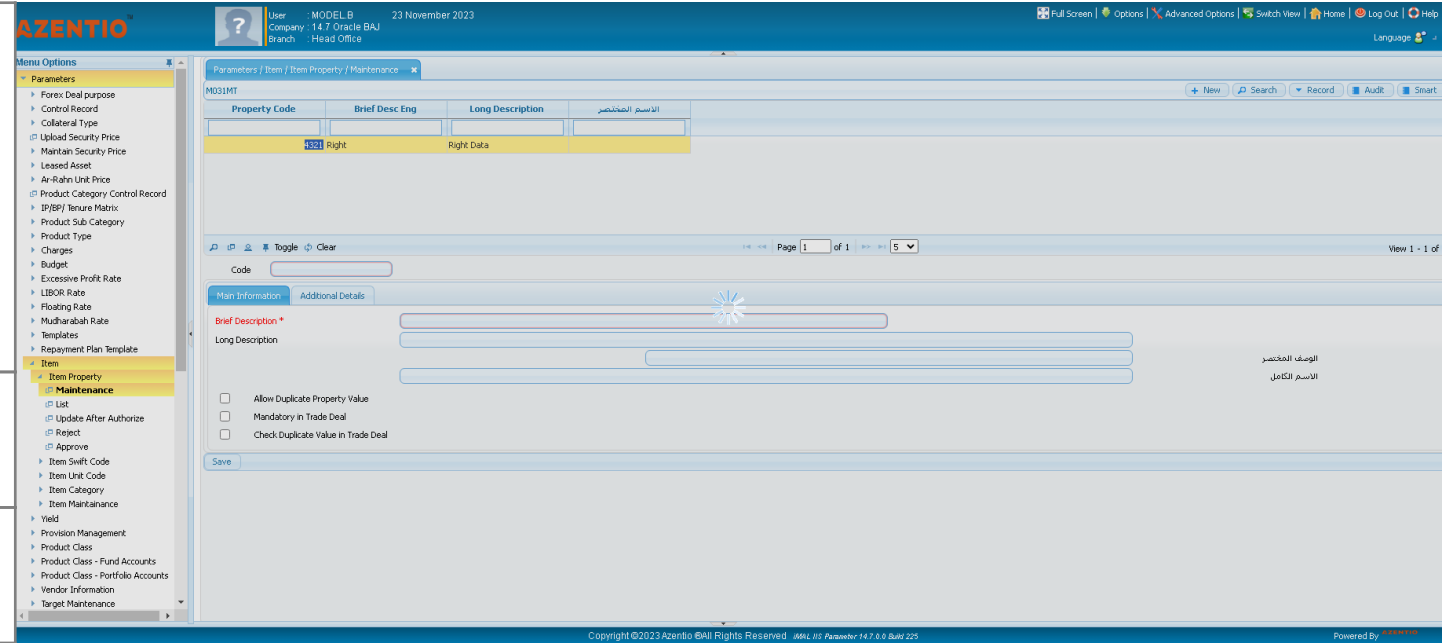 AZENTIO™
?
User : MODEL.B 23 November 2023
Company : 14.7 Oracle BAJ
Branch : Head Office
Full Screen | Options | Advanced Options | Switch View | Home | Log Out | Help
Language
Menu Options
Parameters
Forex Deal purpose
Control Record
Collateral Type
Upload Security Price
Maintain Security Price
Leased Asset
Ar-Rahn Unit Price
Product Category Control Record
IP/BP/ Tenure Matrix
Product Sub Category
Product Type
Charges
Budget
Excessive Profit Rate
LIBOR Rate
Floating Rate
Mudharabah Rate
Templates
Repayment Plan Template
Item
Item Property
Maintenance
List
Update After Authorize
Reject
Approve
Item Swift Code
Item Unit Code
Item Category
Item Maintainance
Yield
Provision Management
Product Class
Product Class - Fund Accounts
Product Class - Portfolio Accounts
Vendor Information
Target Maintenance
Parameters / Item / Item Property / Maintenance
M031MT
New Search Record Audit Smart
Property Code Brief Desc Eng Long Description الاسم المختصر
4321 Right Right Data
Toggle Clear
Page 1 of 1 5
View 1 - 1 of
Code
Main Information Additional Details
Brief Description *
Long Description
الوصف المختصر
الاسم الكامل
Allow Duplicate Property Value
Mandatory in Trade Deal
Check Duplicate Value in Trade Deal
Save
Copyright ©2023 Azentio ®All Rights Reserved iMAL IIS Parameter 14.7.0.0 Build 225
Powered By AZENTIO